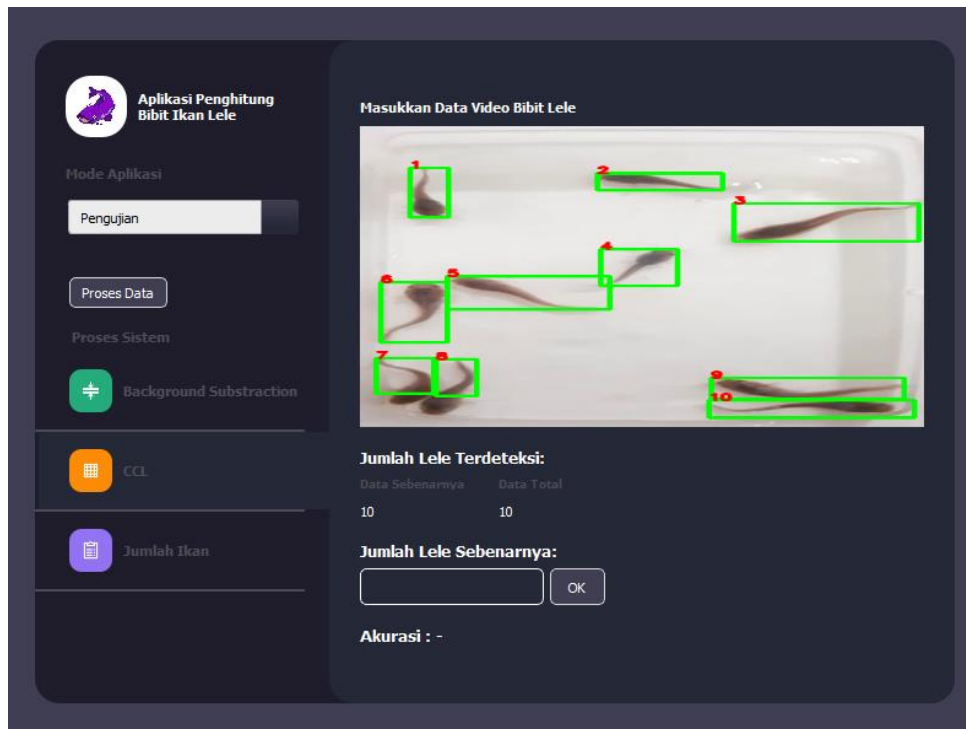 Aplikasi Penghitung
Bibit Ikan Lele
Mode Aplikasi
Pengujian
Proses Data
Proses Sistem
Background Substraction
CCL
Jumlah Ikan
Masukkan Data Video Bibit Lele
1
2
3
4
5
6
7
8
9
10
Jumlah Lele Terdeteksi:
Data Sebenarnya Data Total
10 10
Jumlah Lele Sebenarnya:
OK
Akurasi : -